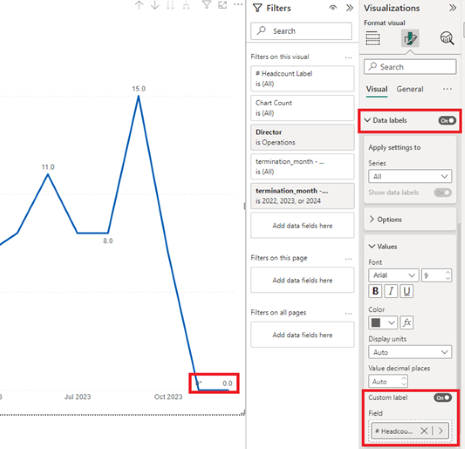 15.0
11.0
8.0
0.0
Jul 2023
Oct 2023
Filters
Search
Filters on this visual
...
# Headcount Label
is (All)
Chart Count
is (All)
Director
is Operations
termination_month - ...
is (All)
termination_month -...
is 2022, 2023, or 2024
Add data fields here
Filters on this page
...
Add data fields here
Filters on all pages
...
Add data fields here
Visualizations
Format visual
Search
Visual
General
...
Data labels
On
Apply settings to
Series
All
Show data labels
On
Options
Values
Font
Arial
9
B
I
U
Color
fx
Display units
Auto
Value decimal places
Auto
Custom label
On
Field
# Headcou...